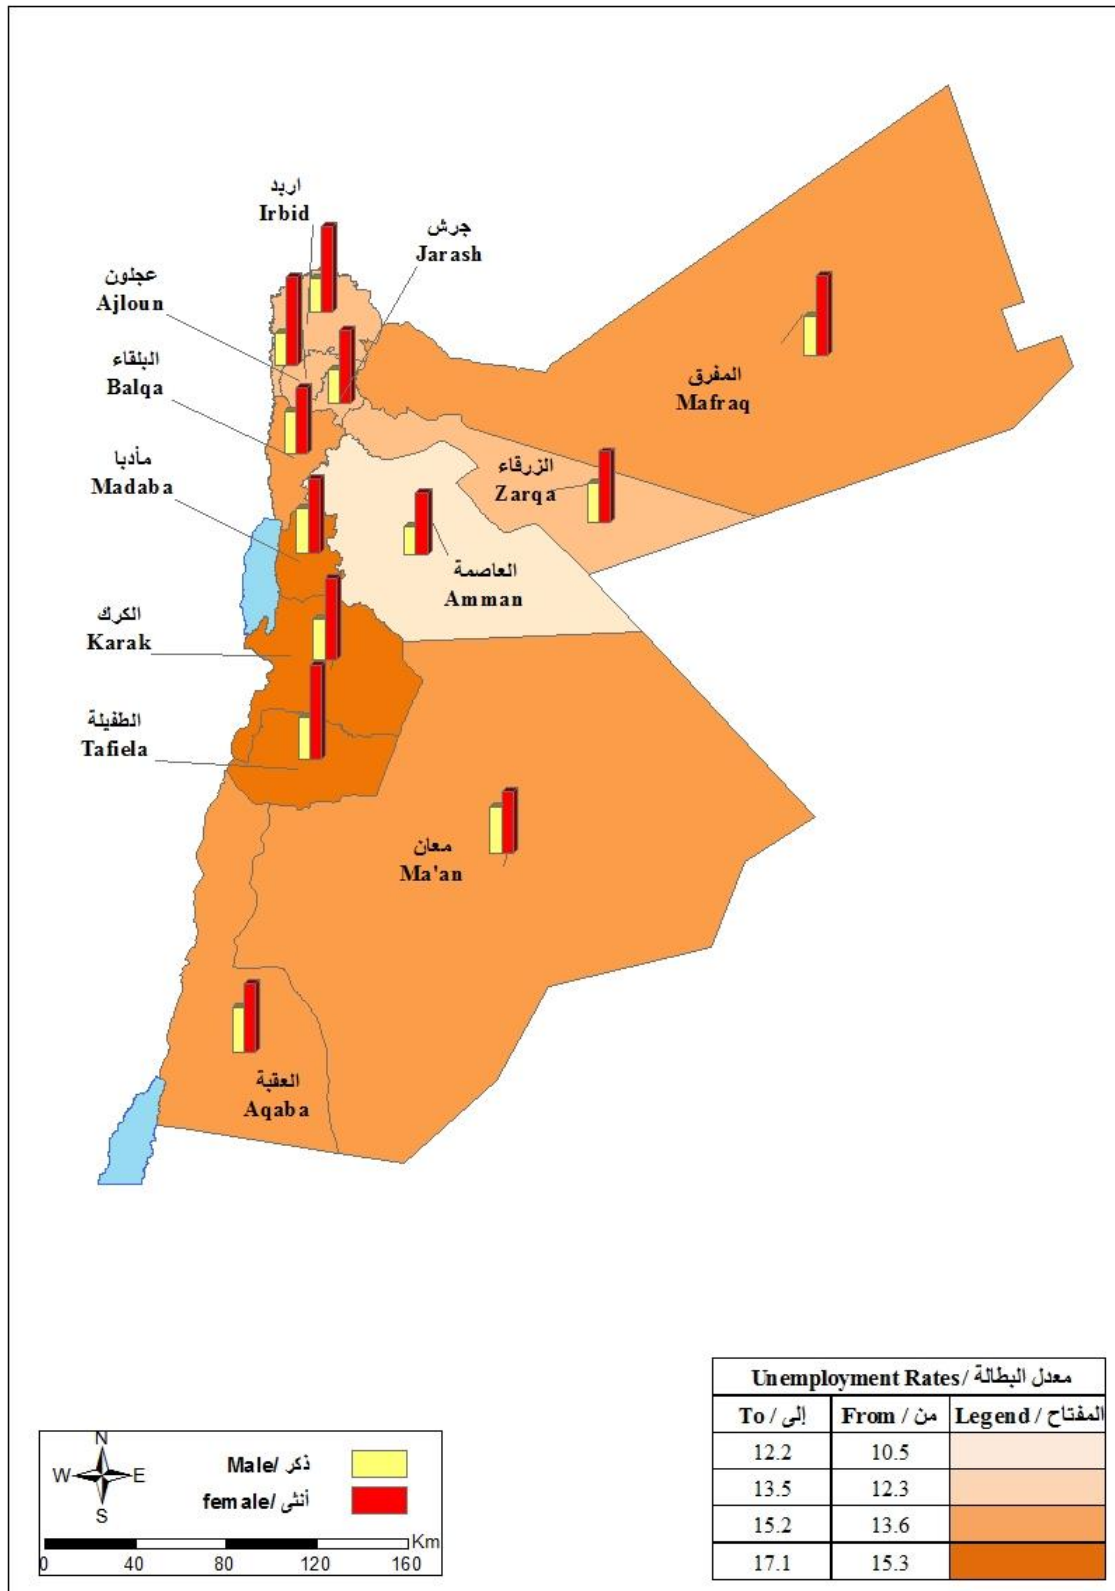 اربد
Irbid
جرش
Jarash
عجلون
Ajloun
البلقاء
Balqa
مأدبا
Madaba
المفرق
Mafraq
الزرقاء
Zarqa
العاصمة
Amman
الكرك
Karak
الطفيلة
Tafiela
معان
Ma'an
العقبة
Aqaba
N
W E
S
Male/ ذكر
female/ أنثى
Km
0 40 80 120 160
Unemployment Rates / معدل البطالة
To / إلى From / من Legend / المفتاح
12.2 10.5
13.5 12.3
15.2 13.6
17.1 15.3